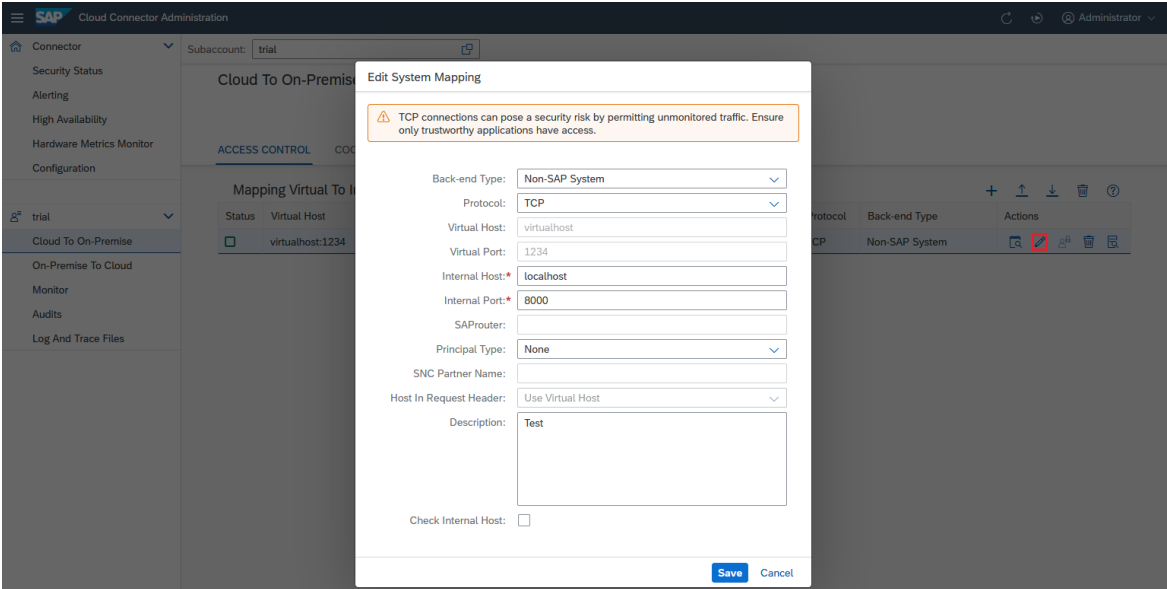 SAP Cloud Connector Administration
Administrator
Connector
Security Status
Alerting
High Availability
Hardware Metrics Monitor
Configuration
trial
Cloud To On-Premise
On-Premise To Cloud
Monitor
Audits
Log And Trace Files
Subaccount: trial
Cloud To On-Premise
ACCESS CONTROL COO
Mapping Virtual To I
Status Virtual Host rotocol Back-end Type Actions
virtualhost:1234 CP Non-SAP System
Edit System Mapping
TCP connections can pose a security risk by permitting unmonitored traffic. Ensure
only trustworthy applications have access.
Back-end Type: Non-SAP System
Protocol: TCP
Virtual Host: virtualhost
Virtual Port: 1234
Internal Host:* localhost
Internal Port:* 8000
SAProuter:
Principal Type: None
SNC Partner Name:
Host In Request Header: Use Virtual Host
Description: Test
Check Internal Host:
Save Cancel